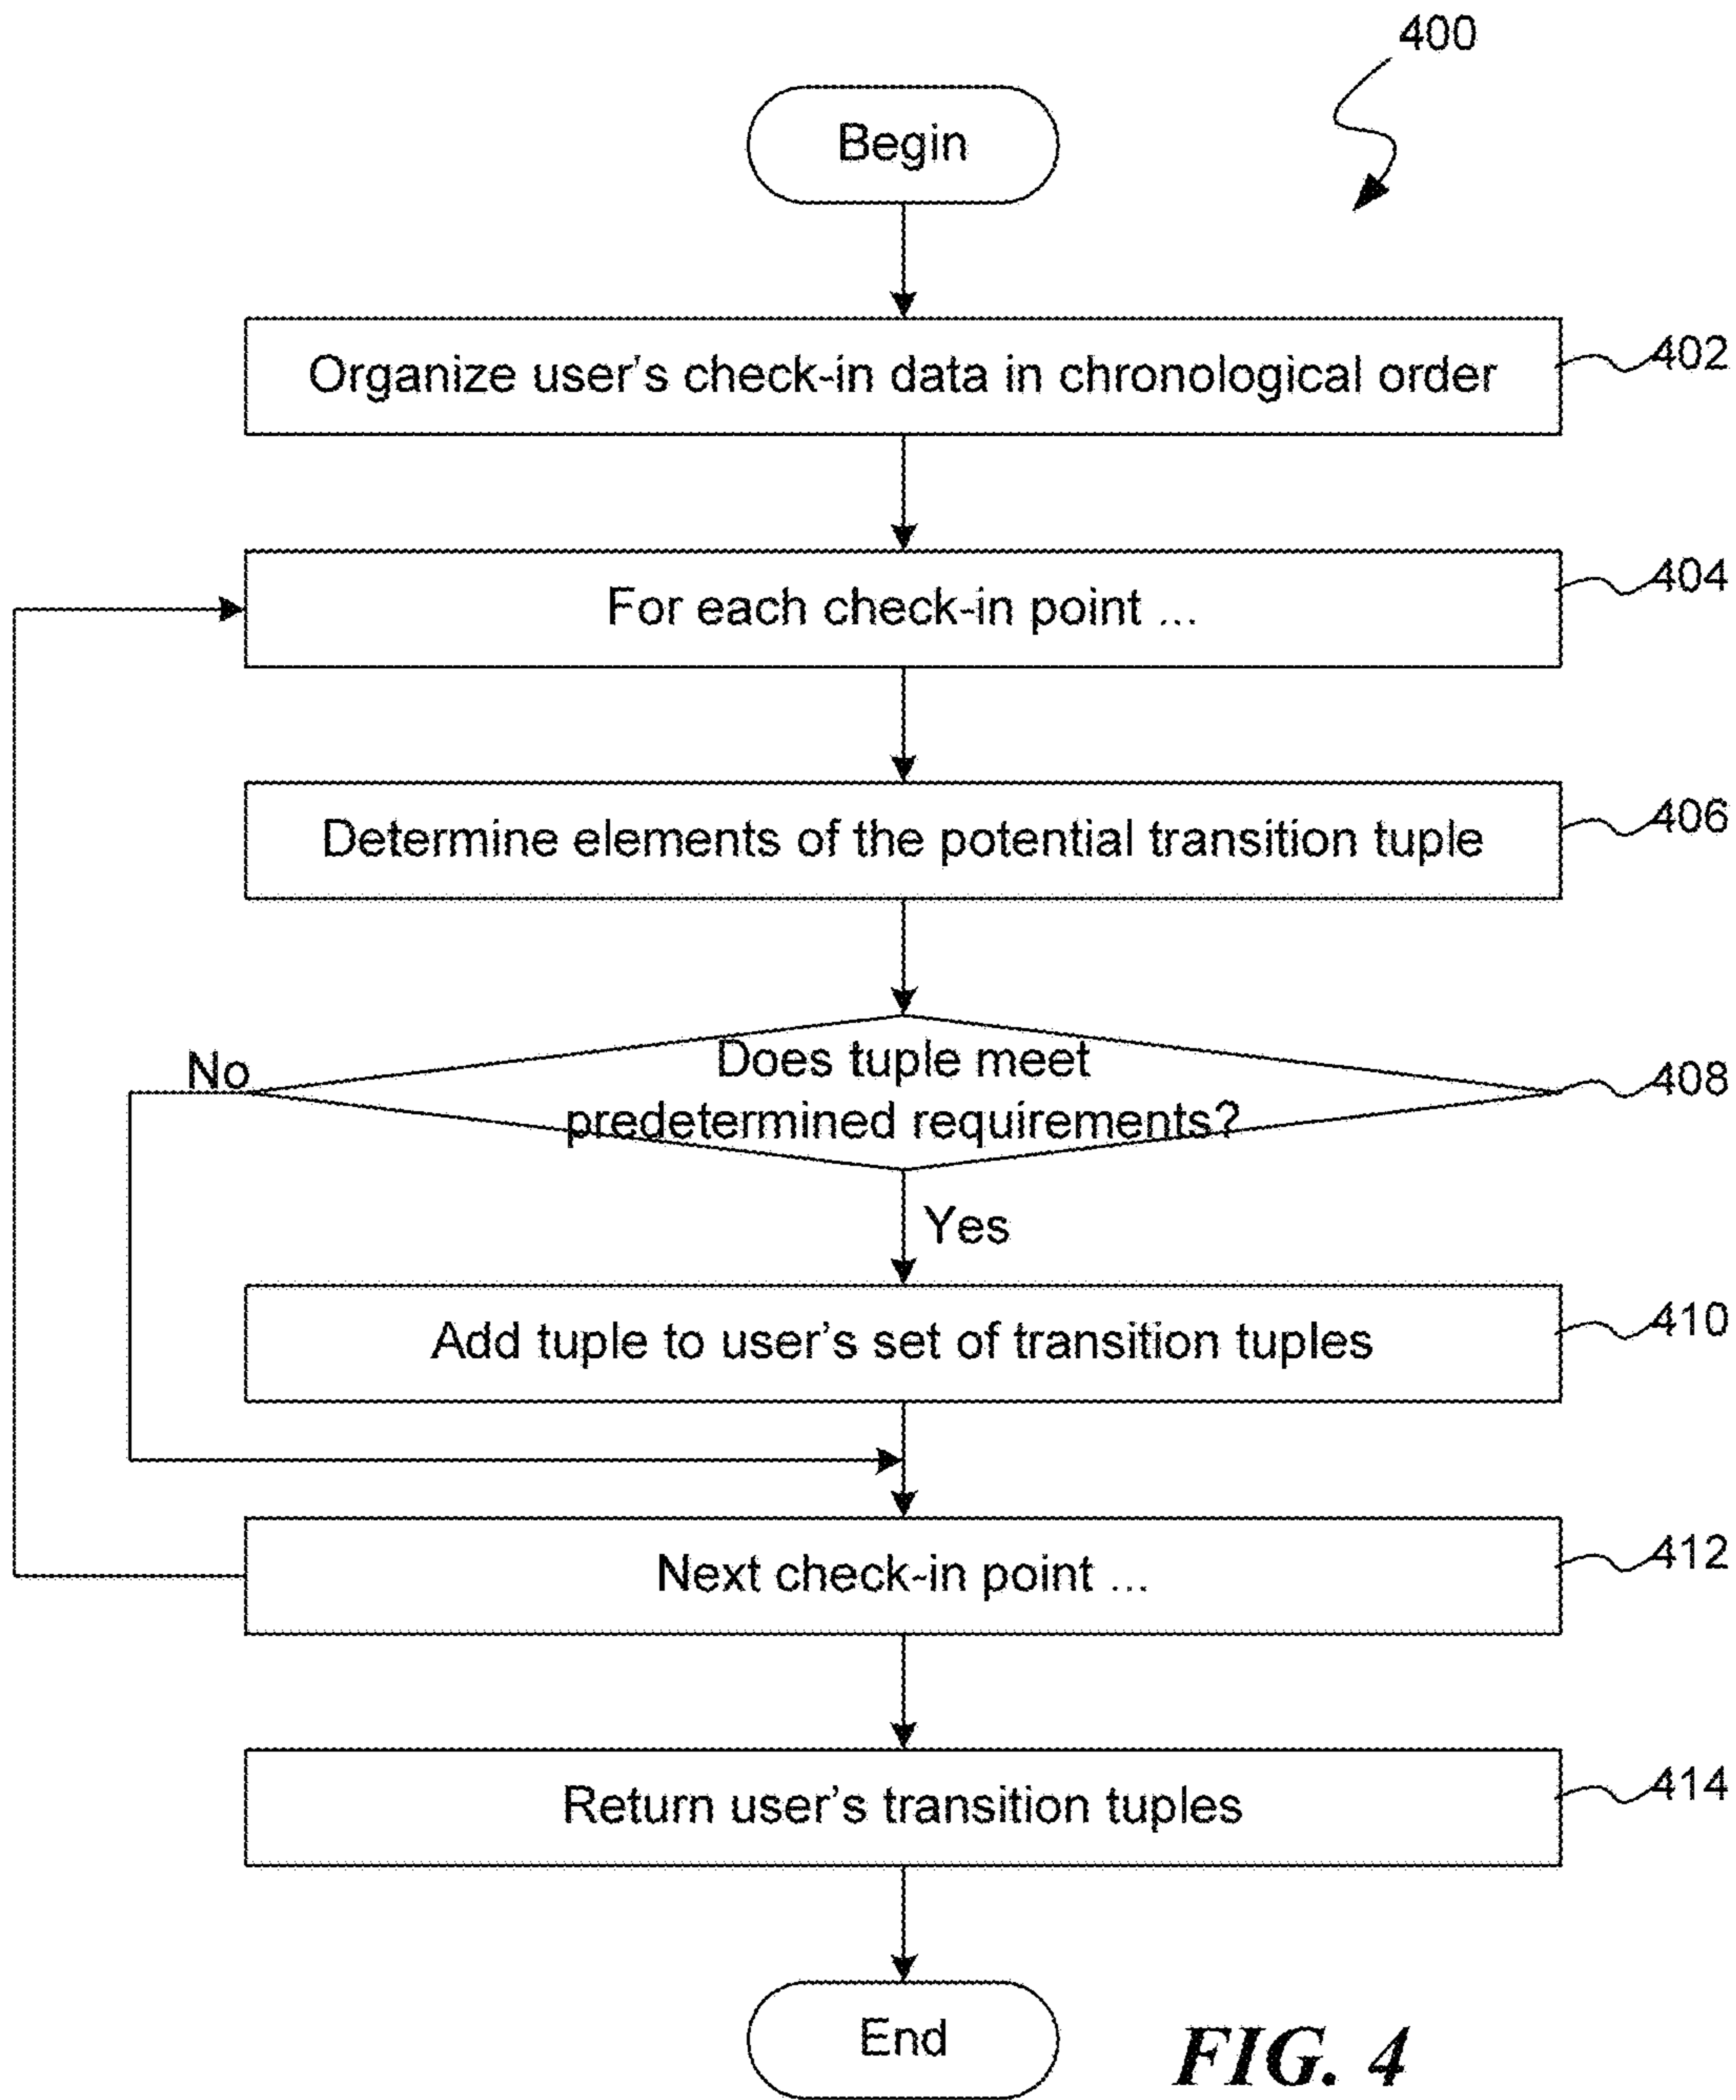 400
Begin
Organize user's check-in data in chronological order
402
For each check-in point ...
404
Determine elements of the potential transition tuple
406
No
Does tuple meet
predetermined requirements?
408
Yes
Add tuple to user's set of transition tuples
410
Next check-in point ...
412
Return user's transition tuples
414
End
FIG. 4